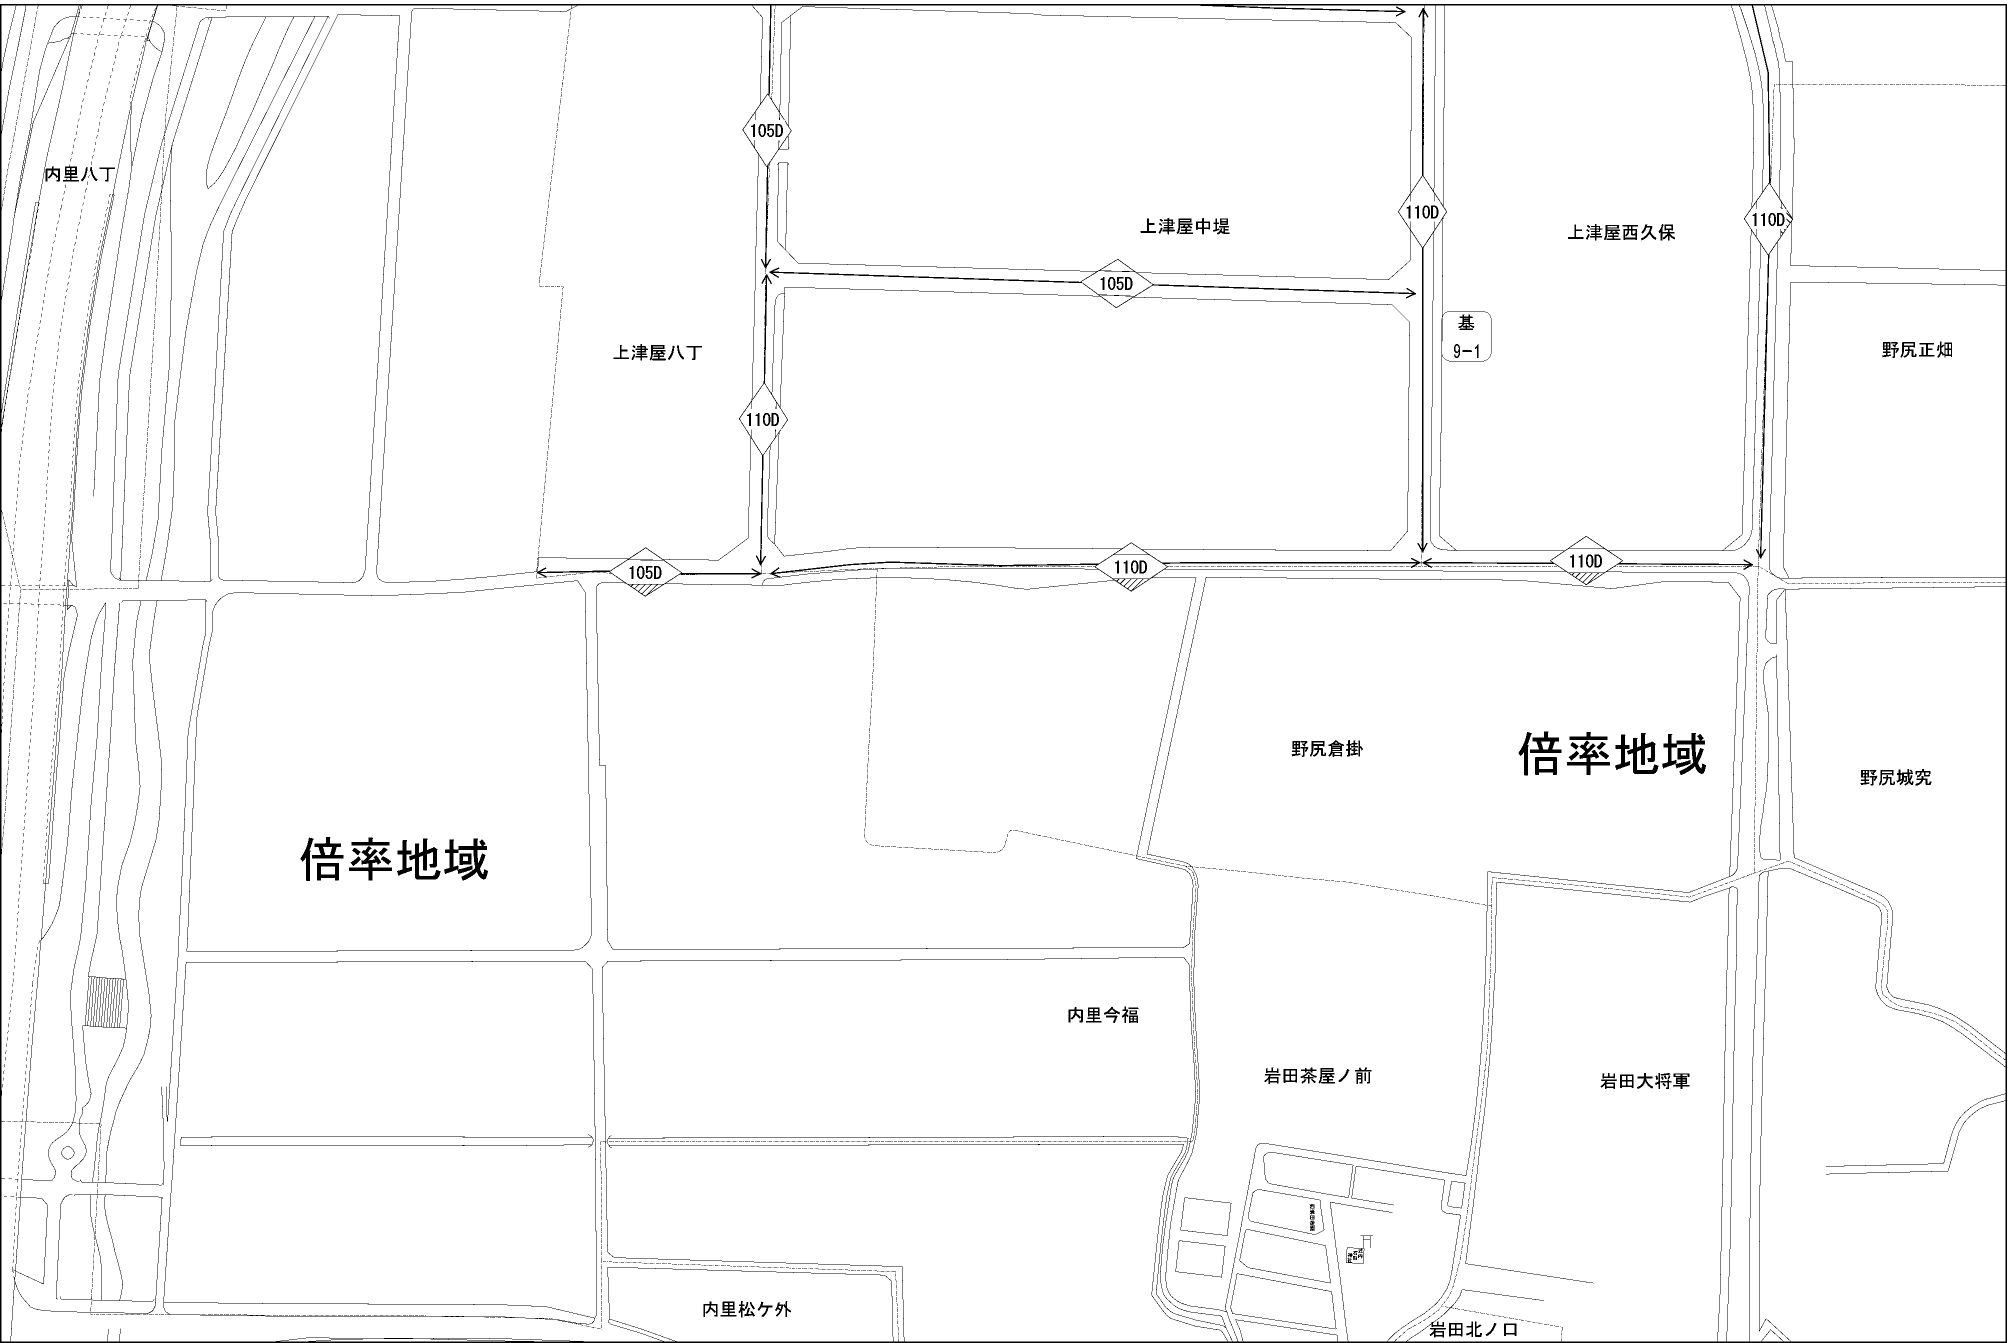 105D
内里八丁
110D
110D
上津屋中堤
上津屋西久保
105D
基
9-1
上津屋八丁
野尻正畑
110D
105D
110D
110D
野尻倉掛
倍率地域
野尻城究
倍率地域
内里今福
岩田茶屋ノ前
岩田大将軍
内里松ケ外
岩田北ノ口